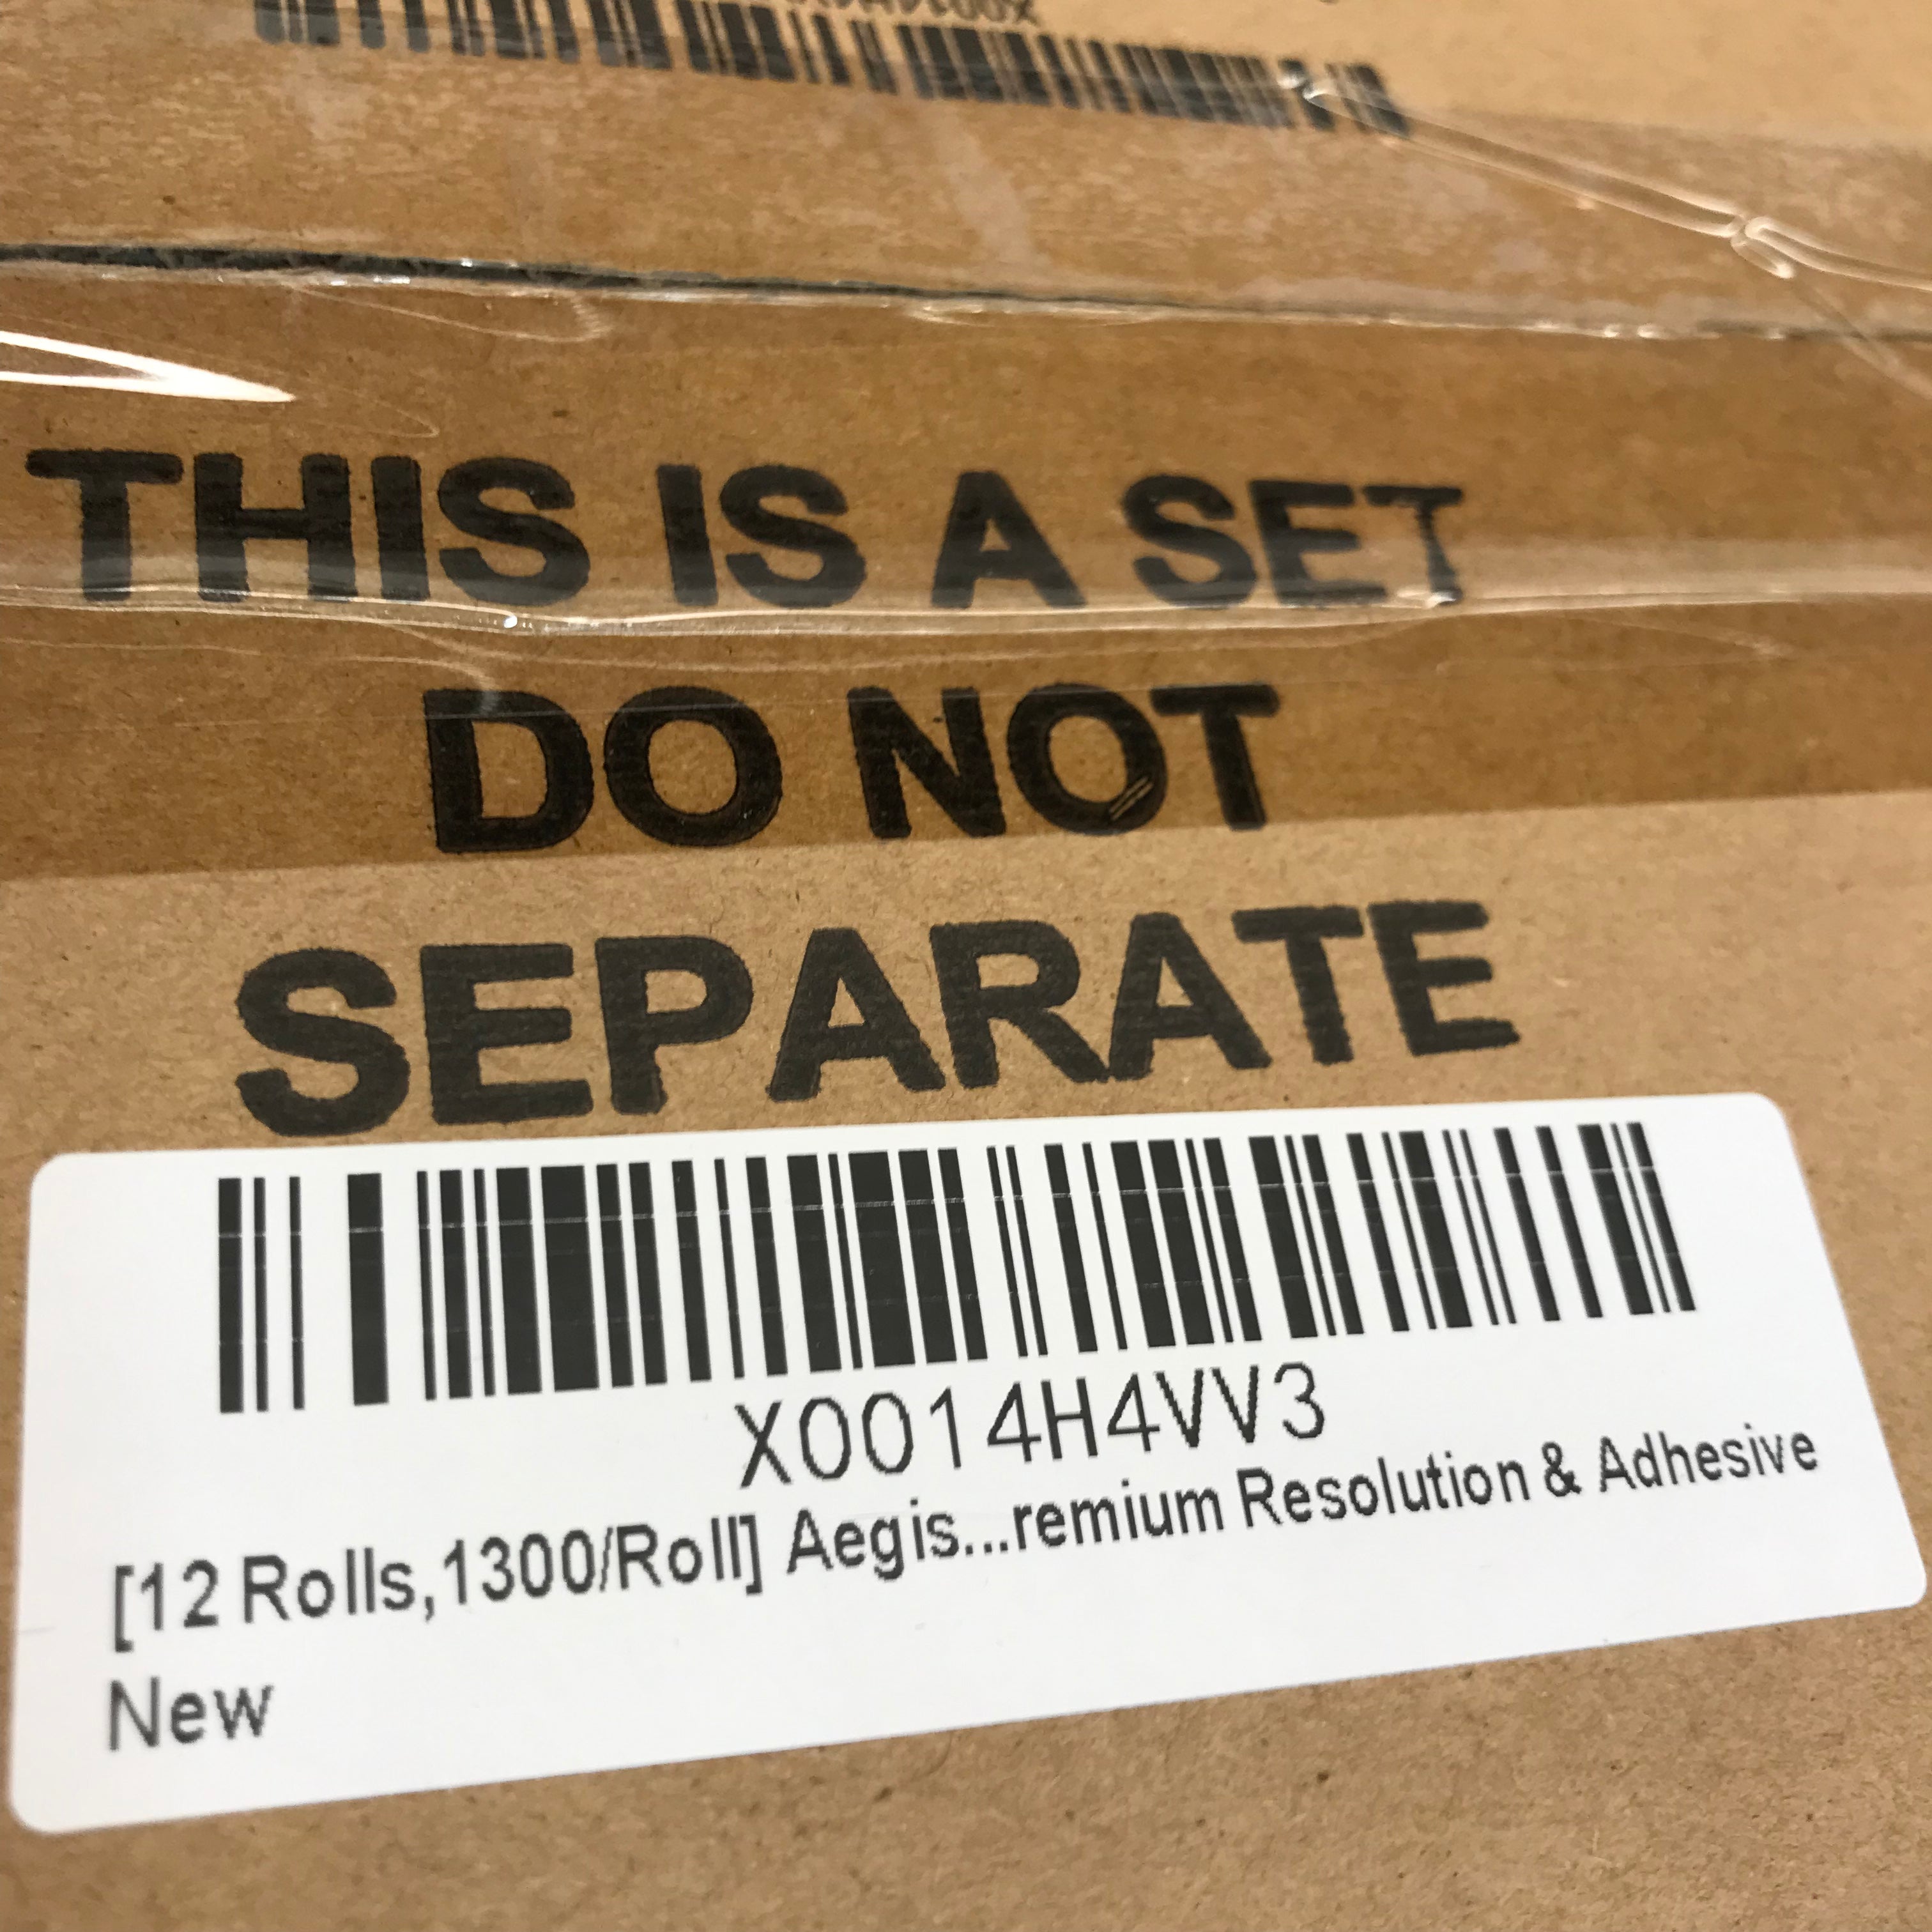 THIS IS A SET
DO NOT
SEPARATE
X0014H4VV3
[12 Rolls,1300/Roll] Aegis...remium Resolution & Adhesive
New